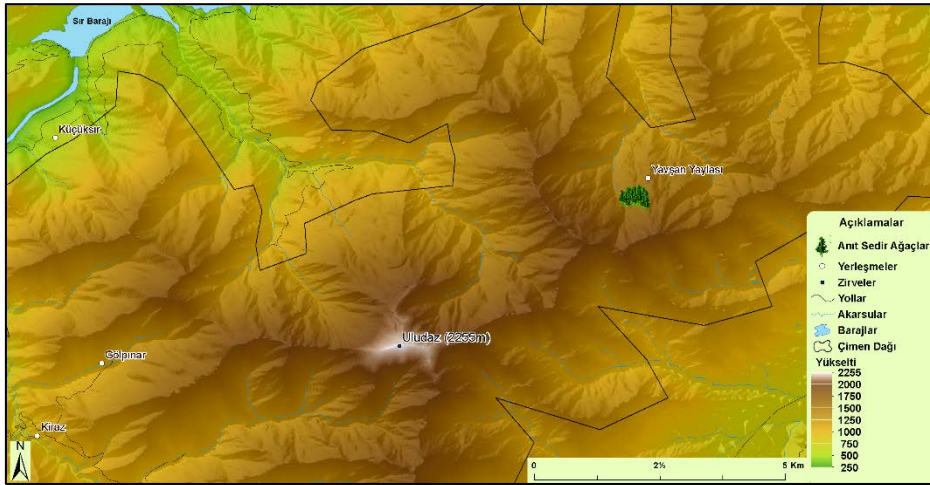 Sır Barajı
Küçüksır
Yavşan Yaylası
Uludaz (2255m)
Gölpınar
Kiraz
N
Açıklamalar
Anıt Sedir Ağaçları
Yerleşmeler
Zirveler
Yollar
Akarsular
Barajlar
Çimen Dağı
Yükselti
2255
2000
1750
1500
1250
1000
750
500
250
0 2½ 5 Km